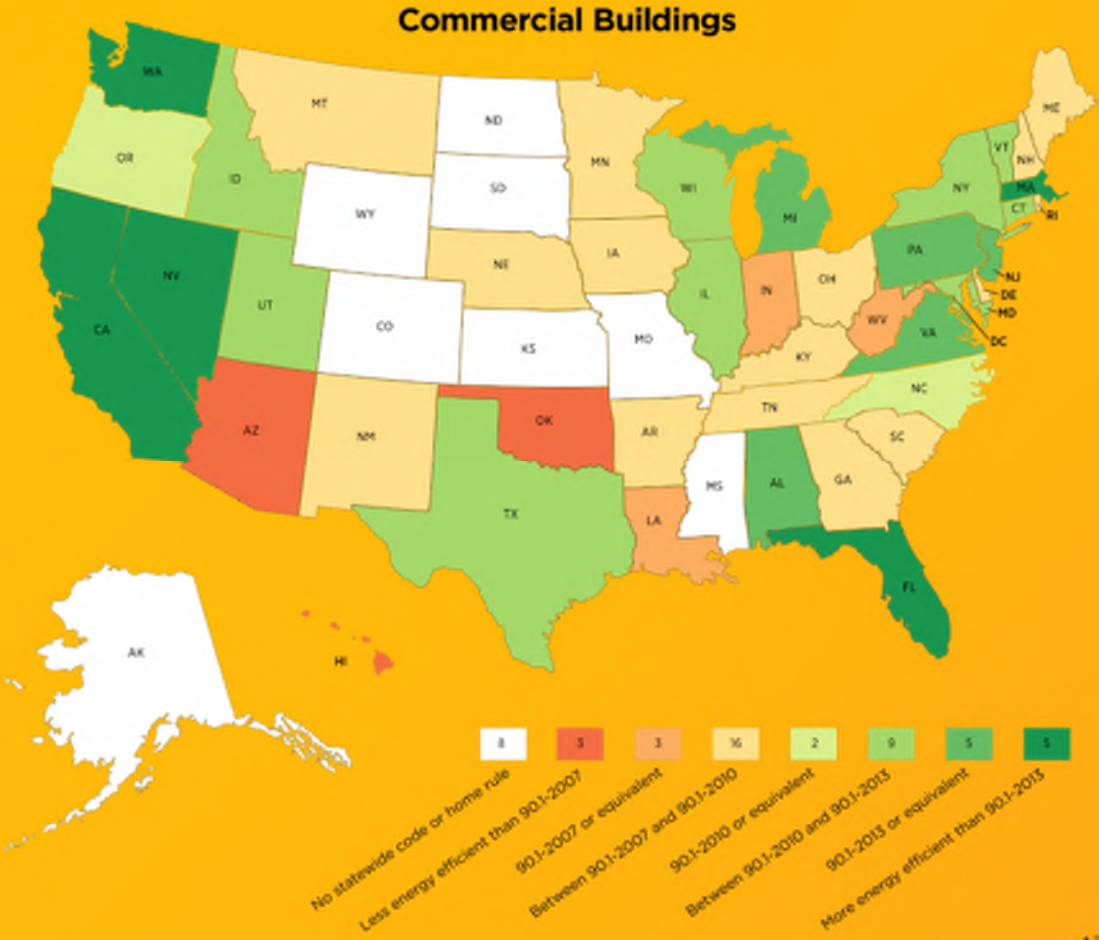 Commercial Buildings
WA
MT
ND
MN
ME
OR
ID
SD
WI
MI
VT
NH
NY
MA
CT
RI
WY
NE
IA
PA
NJ
NV
UT
CO
IL
IN
OH
DE
MD
CA
KS
MO
WV
VA
DC
KY
NC
AZ
NM
OK
AR
TN
SC
TX
LA
MS
AL
GA
FL
AK
HI
8
3
3
16
2
9
5
5
No statewide code or home rule
Less energy efficient than 90.1-2007
90.1-2007 or equivalent
Between 90.1-2007 and 90.1-2010
90.1-2010 or equivalent
Between 90.1-2010 and 90.1-2013
90.1-2013 or equivalent
More energy efficient than 90.1-2013